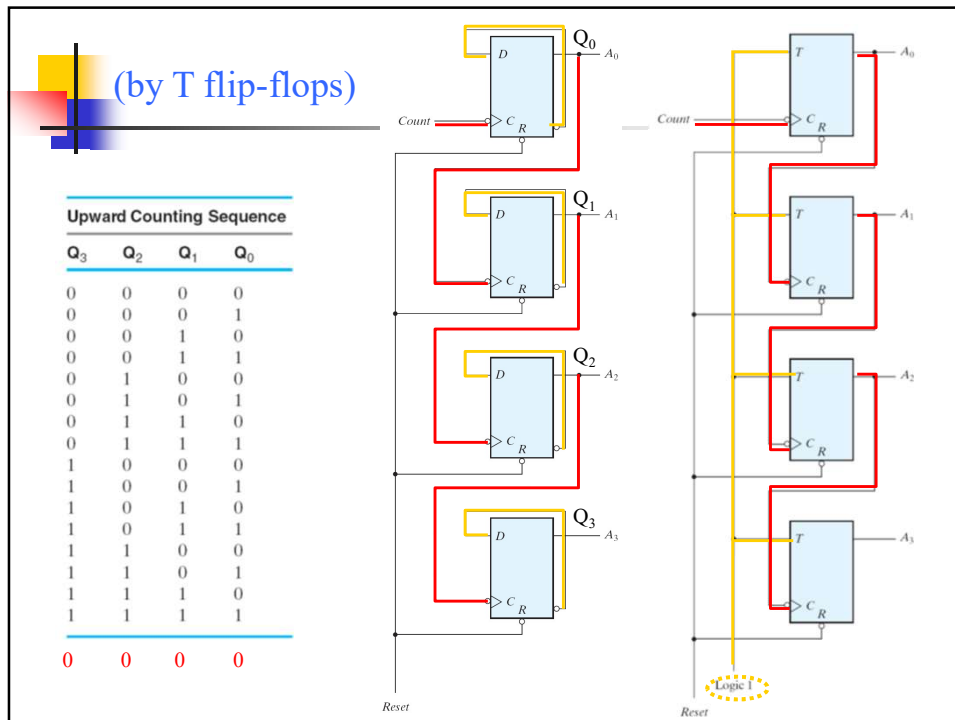 (by T flip-flops)
Upward Counting Sequence
Q3 Q2 Q1 Q0
0 0 0 0
0 0 0 1
0 0 1 0
0 0 1 1
0 1 0 0
0 1 0 1
0 1 1 0
0 1 1 1
1 0 0 0
1 0 0 1
1 0 1 0
1 0 1 1
1 1 0 0
1 1 0 1
1 1 1 0
1 1 1 1
0 0 0 0
Q0
D A0
Count
C
R
Q1
D A1
C
R
Q2
D A2
C
R
Q3
D A3
C
R
Reset
T A0
Count
C
R
T A1
C
R
T A2
C
R
T A3
C
R
Logic 1
Reset